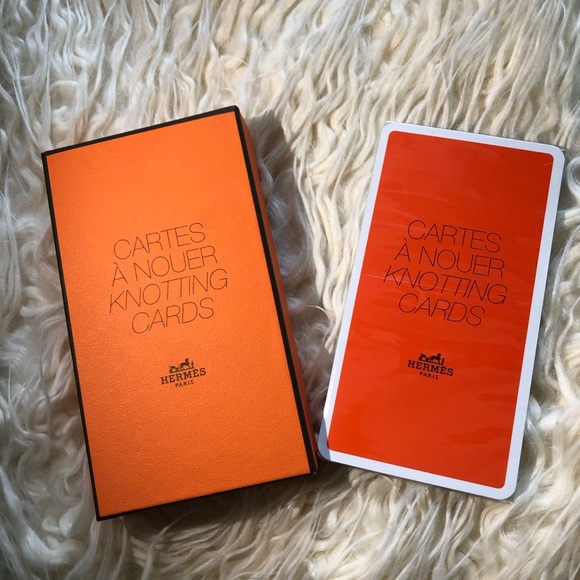 CARTES
À NOUER
KNOTTING
CARDS
HERMÈS
PARIS
CARTES
À NOUER
KNOTTING
CARDS
HERMÈS
PARIS